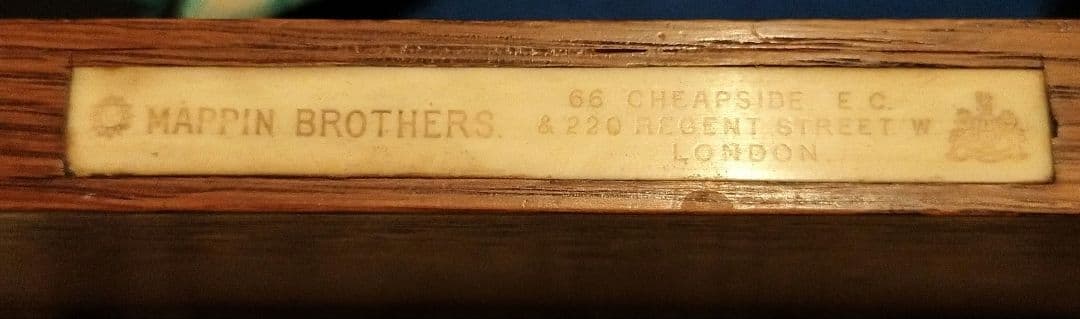 MAPPIN BROTHERS.
66 CHEAPSIDE. E.C.
& 220 REGENT STREET W
LONDON.